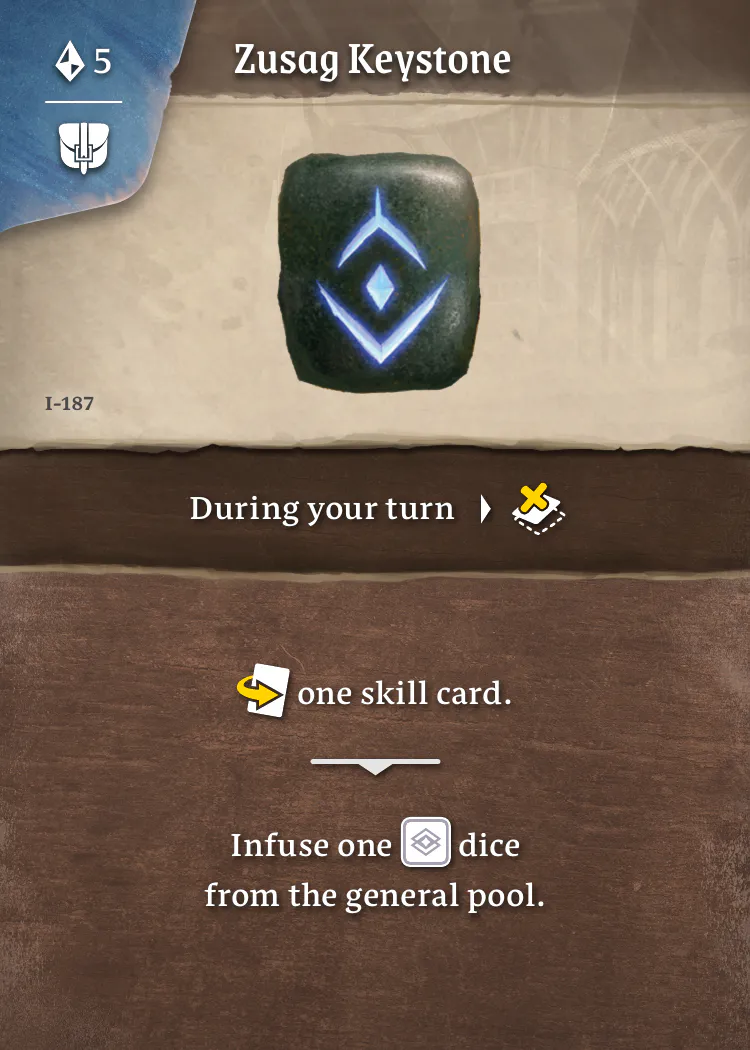 5
Zusag Keystone
I-187
During your turn
one skill card.
Infuse one dice
from the general pool.